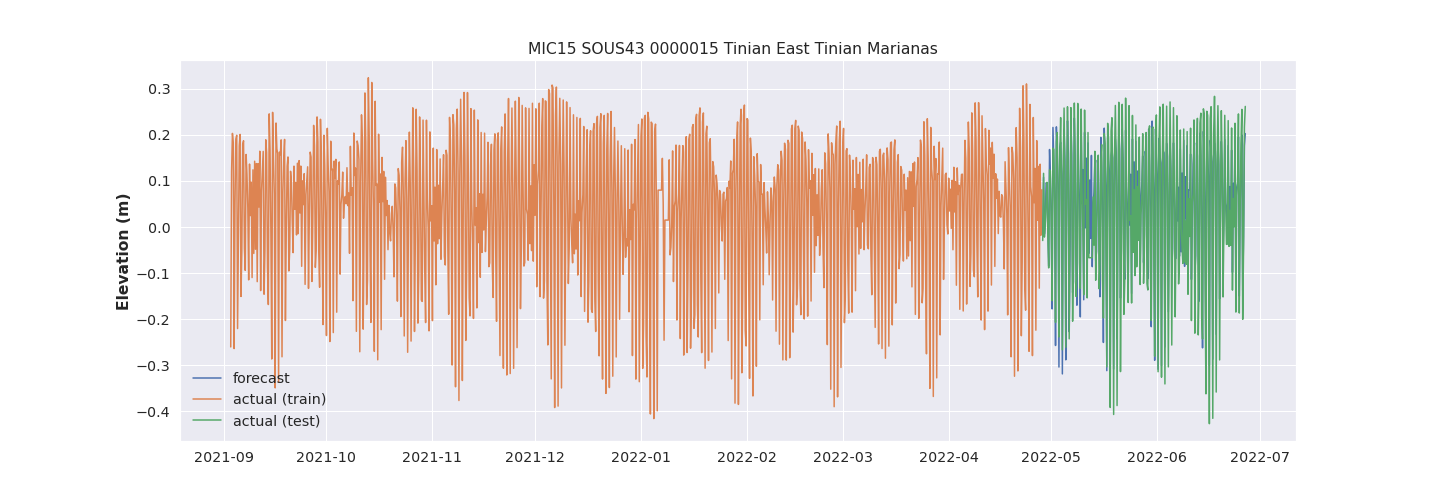 MIC15 SOUS43 0000015 Tinian East Tinian Marianas
0.3
0.2
0.1
0.0
−0.1
−0.2
−0.3
−0.4
Elevation (m)
forecast
actual (train)
actual (test)
2021-09 2021-10 2021-11 2021-12 2022-01 2022-02 2022-03 2022-04 2022-05 2022-06 2022-07